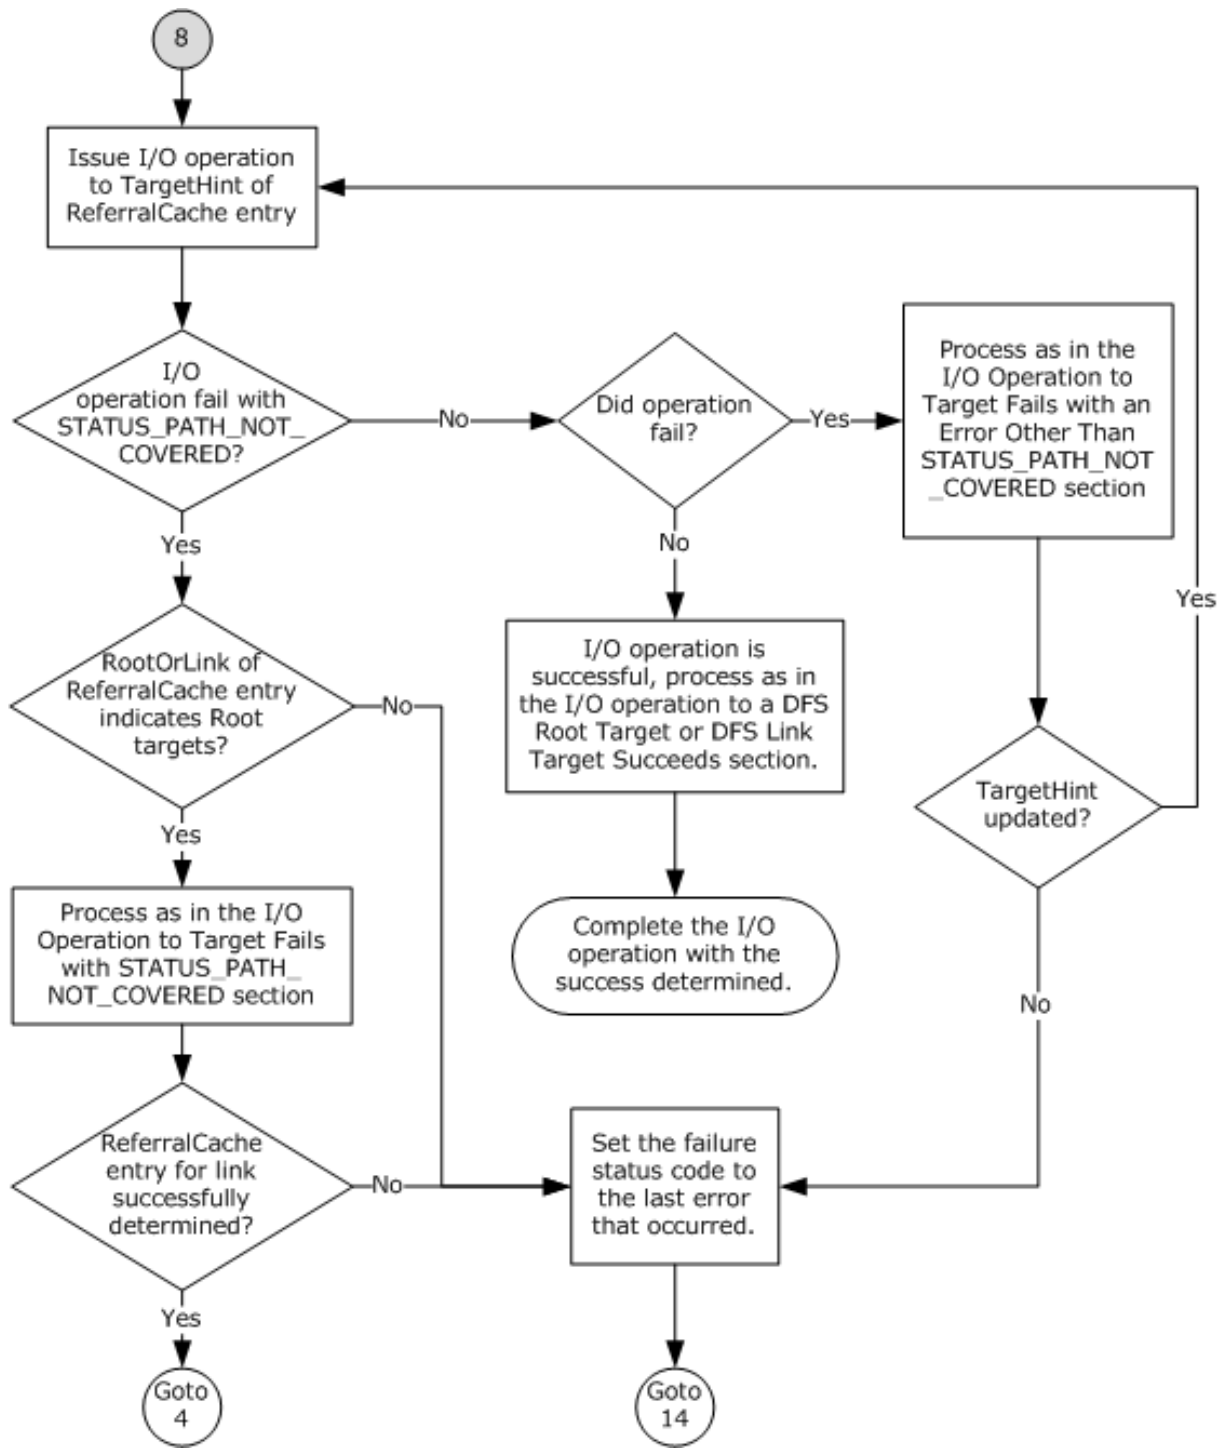 8
Issue I/O operation
to TargetHint of
ReferralCache entry
I/O
operation fail with
STATUS_PATH_NOT_
COVERED?
No
Did operation
fail?
Yes
Process as in the
I/O Operation to
Target Fails with an
Error Other Than
STATUS_PATH_NOT
_COVERED section
Yes
No
Yes
RootOrLink of
ReferralCache entry
indicates Root
targets?
No
I/O operation is
successful, process as in
the I/O operation to a DFS
Root Target or DFS Link
Target Succeeds section.
TargetHint
updated?
Yes
Process as in the I/O
Operation to Target Fails
with STATUS_PATH_
NOT_COVERED section
Complete the I/O
operation with the
success determined.
No
ReferralCache
entry for link
successfully
determined?
No
Set the failure
status code to
the last error
that occurred.
Yes
Goto
4
Goto
14